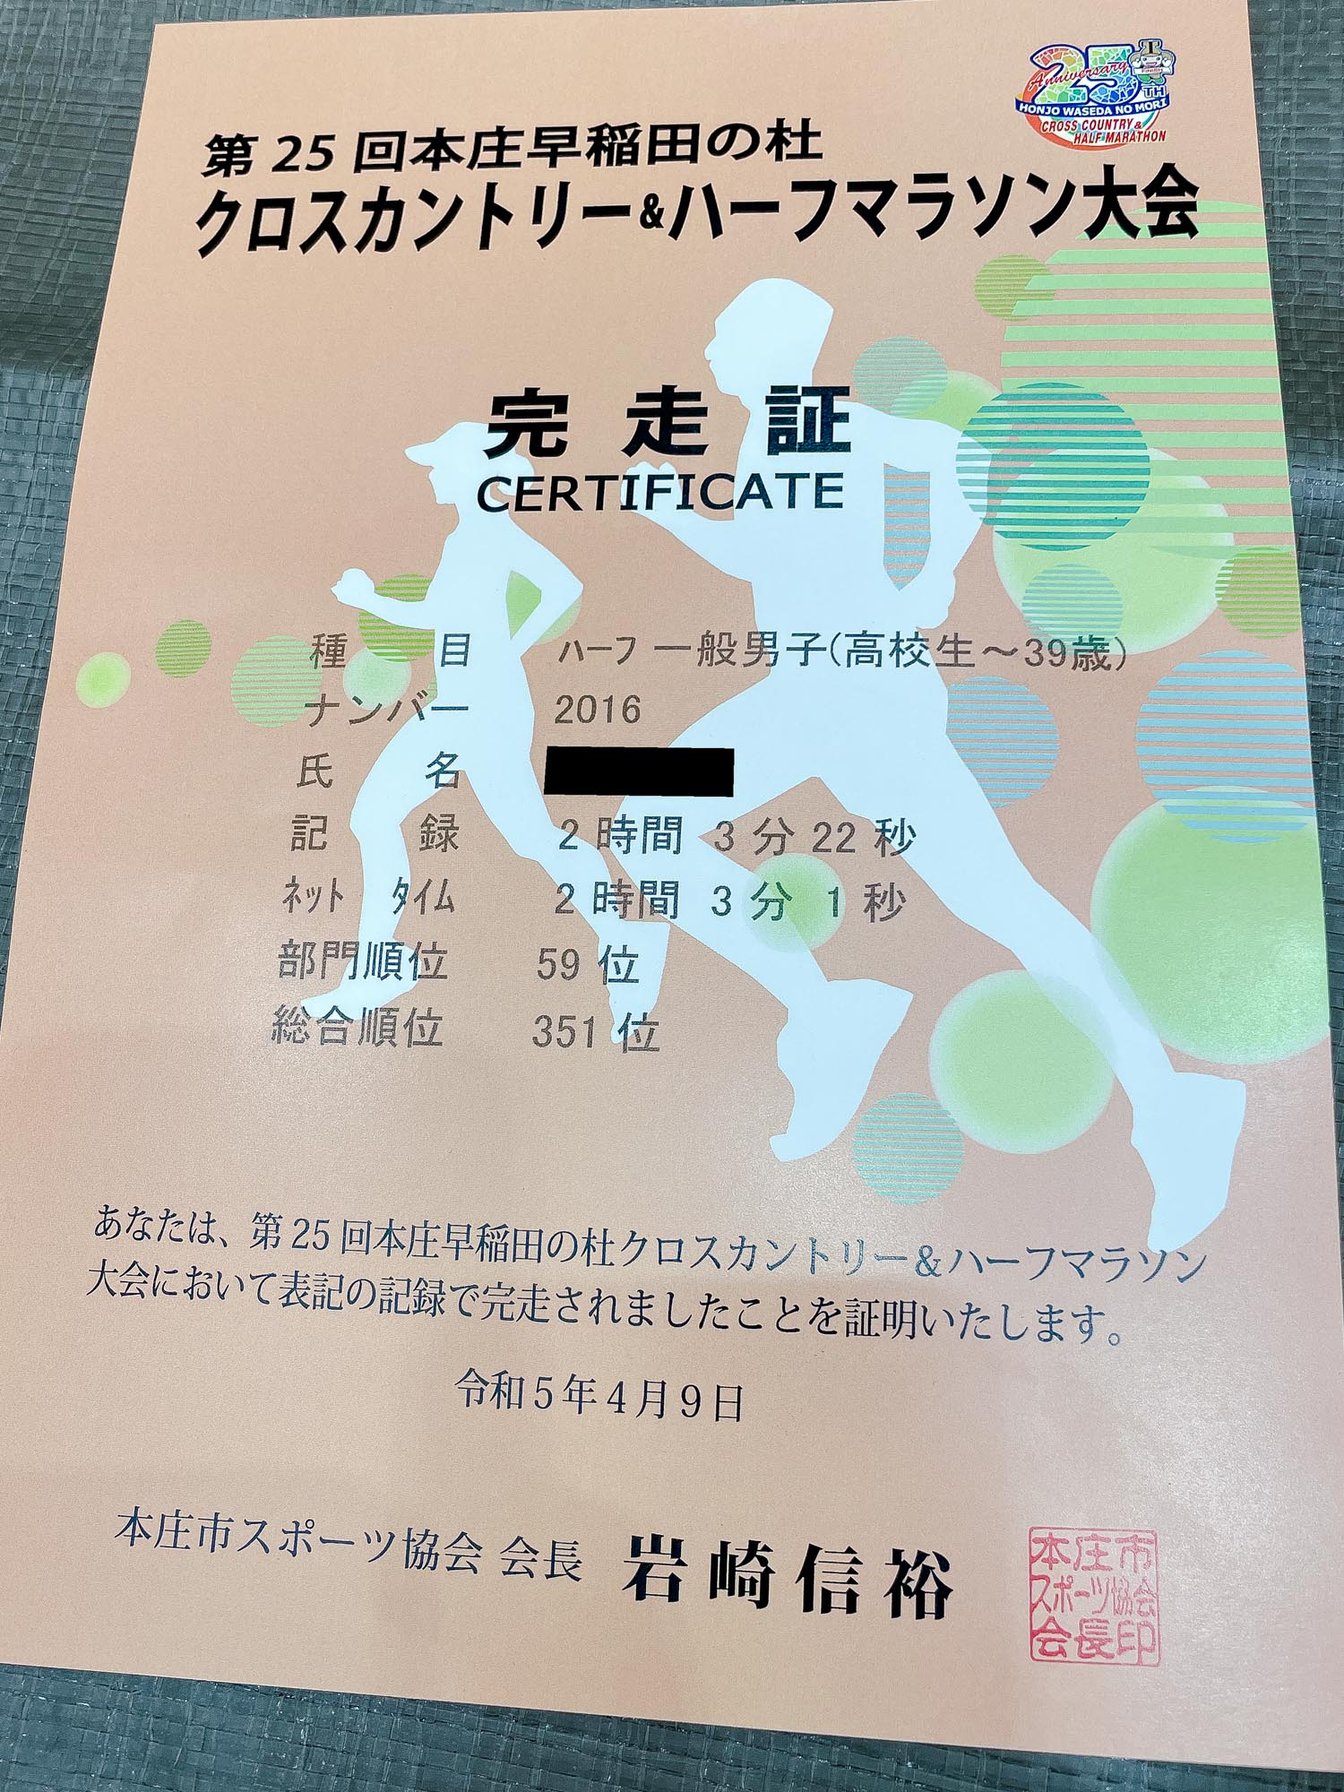 25TH
Anniversary
HONJO WASEDA NO MORI
CROSS COUNTRY &
HALF MARATHON
第25回本庄早稲田の杜
クロスカントリー&ハーフマラソン大会
完走証
CERTIFICATE
種目 ﾊｰﾌ 一般男子(高校生～39歳)
ナンバー 2016
氏名
記録 2時間 3分22秒
ﾈｯﾄ ﾀｲﾑ 2時間 3分 1秒
部門順位 59位
総合順位 351位
あなたは、第25回本庄早稲田の杜クロスカントリー＆ハーフマラソン
大会において表記の記録で完走されましたことを証明いたします。
令和5年4月9日
本庄市スポーツ協会 会長 岩崎信裕
本庄市
スポーツ協会
会長印